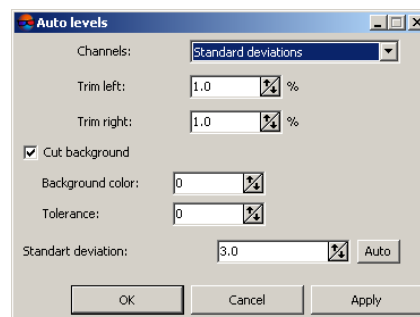 Auto levels
Channels: Standard deviations
Trim left: 1.0 %
Trim right: 1.0 %
Cut background
Background color: 0
Tolerance: 0
Standart deviation: 3.0 Auto
OK Cancel Apply